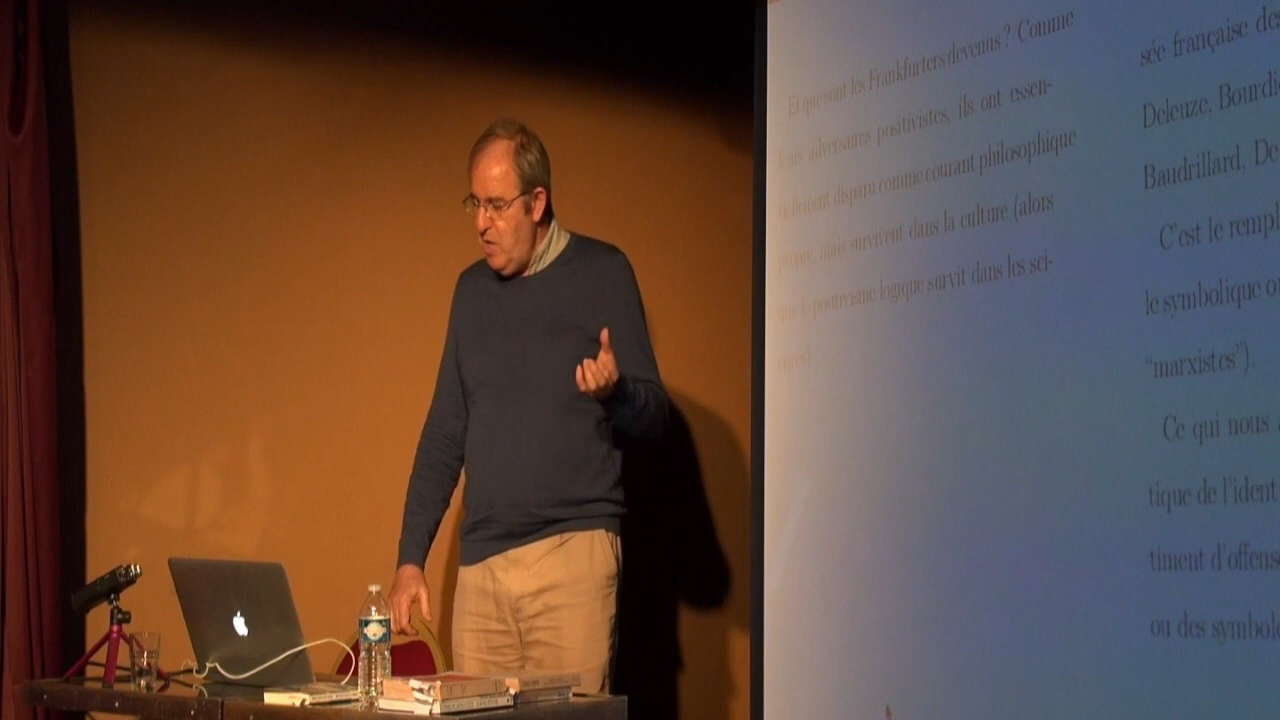 Et que sont les Frankfurters devenus ? Comme
leurs adversaires positivistes, ils ont essen-
tiellement disparu comme courant philosophique
propre, mais survivent dans la culture (alors
que le positivisme logique survit dans les sci-
ences)
sée française de
Deleuze, Bourdi
Baudrillard, De
C'est le rempl
le symbolique o
“marxistes”).
Ce qui nous
tique de l'ident
timent d'offens
ou des symbol